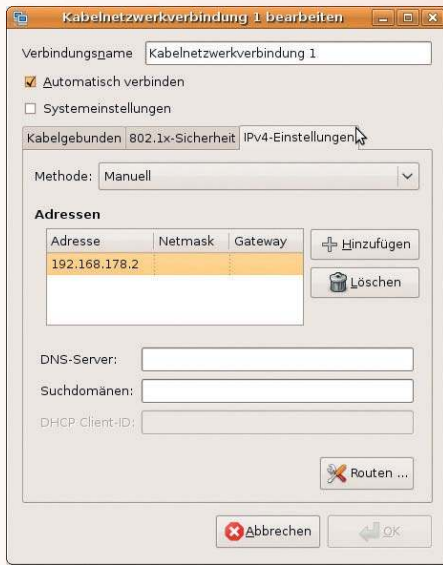 Kabelnetzwerkverbindung 1 bearbeiten
Verbindungsname Kabelnetzwerkverbindung 1
Automatisch verbinden
Systemeinstellungen
Kabelgebunden 802.1x-Sicherheit IPv4-Einstellungen
Methode: Manuell
Adressen
Adresse Netmask Gateway
192.168.178.2
Hinzufügen
Löschen
DNS-Server:
Suchdomänen:
DHCP Client-ID:
Routen ...
Abbrechen OK